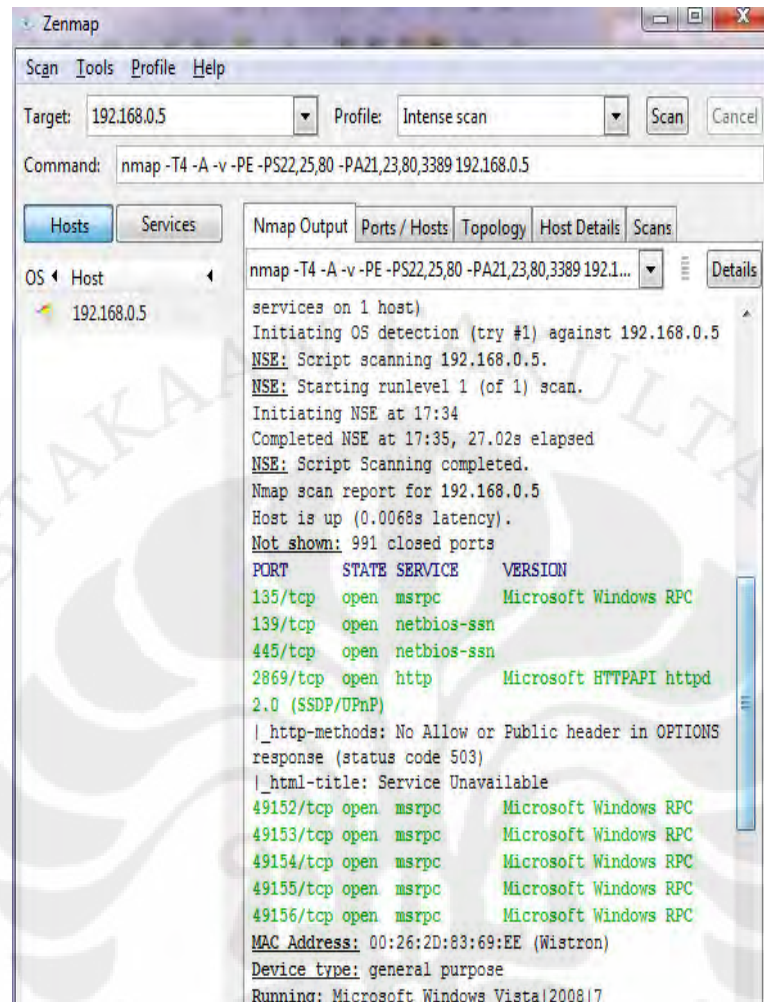 Zenmap
Scan Tools Profile Help
Target: 192.168.0.5 Profile: Intense scan Scan Cancel
Command: nmap -T4 -A -v -PE -PS22,25,80 -PA21,23,80,3389 192.168.0.5
Hosts Services Nmap Output Ports / Hosts Topology Host Details Scans
OS Host nmap -T4 -A -v -PE -PS22,25,80 -PA21,23,80,3389 192.1... Details
192.168.0.5
services on 1 host)
Initiating OS detection (try #1) against 192.168.0.5
NSE: Script scanning 192.168.0.5.
NSE: Starting runlevel 1 (of 1) scan.
Initiating NSE at 17:34
Completed NSE at 17:35, 27.02s elapsed
NSE: Script Scanning completed.
Nmap scan report for 192.168.0.5
Host is up (0.0068s latency).
Not shown: 991 closed ports
PORT STATE SERVICE VERSION
135/tcp open msrpc Microsoft Windows RPC
139/tcp open netbios-ssn
445/tcp open netbios-ssn
2869/tcp open http Microsoft HTTPAPI httpd
2.0 (SSDP/UPnP)
|_http-methods: No Allow or Public header in OPTIONS
response (status code 503)
|_html-title: Service Unavailable
49152/tcp open msrpc Microsoft Windows RPC
49153/tcp open msrpc Microsoft Windows RPC
49154/tcp open msrpc Microsoft Windows RPC
49155/tcp open msrpc Microsoft Windows RPC
49156/tcp open msrpc Microsoft Windows RPC
MAC Address: 00:26:2D:83:69:EE (Wistron)
Device type: general purpose
Running: Microsoft Windows Vista|2008|7